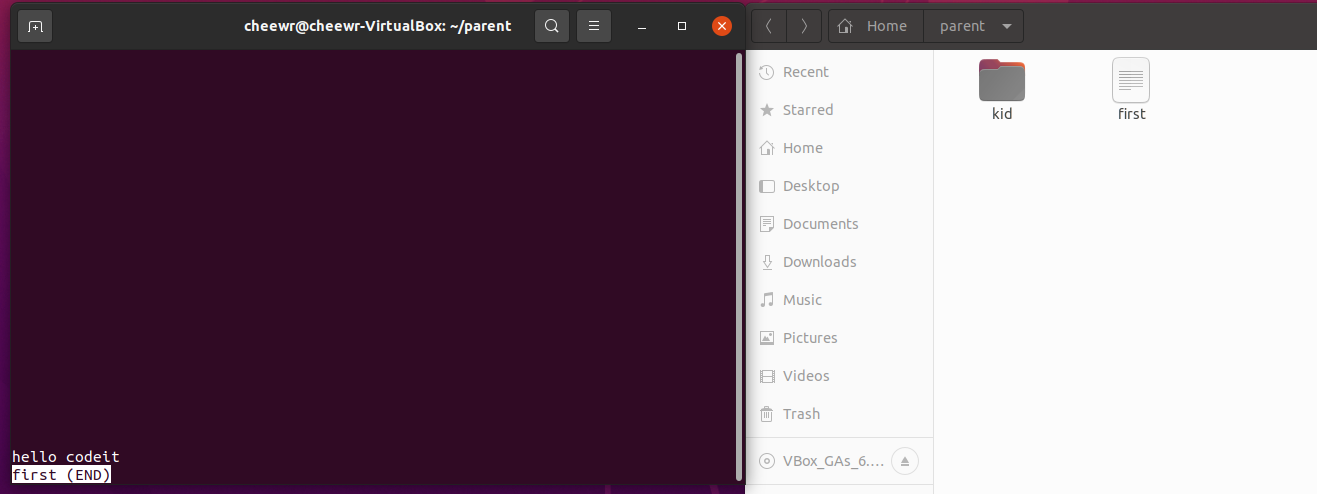 cheewr@cheewr-VirtualBox: ~/parent
hello codeit
first (END)
Home
parent
Recent
Starred
Home
Desktop
Documents
Downloads
Music
Pictures
Videos
Trash
VBox_GAs_6....
kid
first